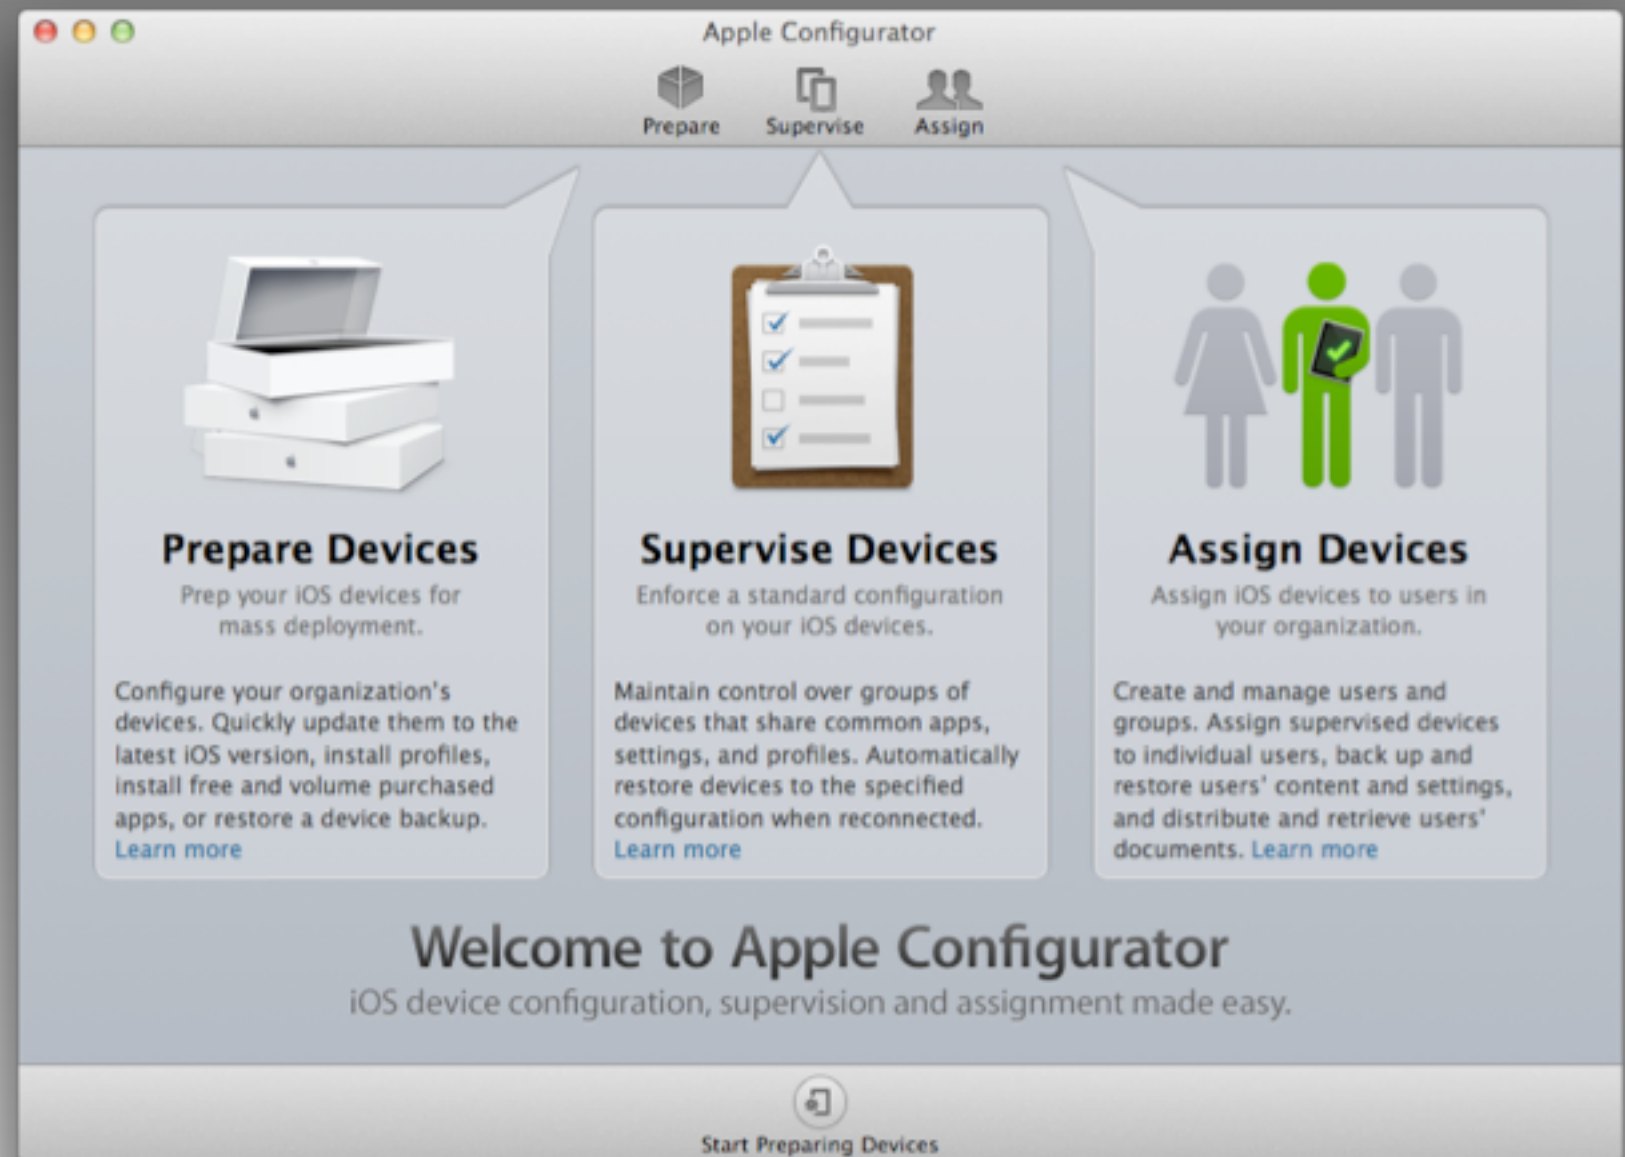 Apple Configurator
Prepare
Supervise
Assign
Prepare Devices
Prep your iOS devices for
mass deployment.
Configure your organization's
devices. Quickly update them to the
latest iOS version, install profiles,
install free and volume purchased
apps, or restore a device backup.
Learn more
Supervise Devices
Enforce a standard configuration
on your iOS devices.
Maintain control over groups of
devices that share common apps,
settings, and profiles. Automatically
restore devices to the specified
configuration when reconnected.
Learn more
Assign Devices
Assign iOS devices to users in
your organization.
Create and manage users and
groups. Assign supervised devices
to individual users, back up and
restore users' content and settings,
and distribute and retrieve users'
documents. Learn more
Welcome to Apple Configurator
iOS device configuration, supervision and assignment made easy.
Start Preparing Devices